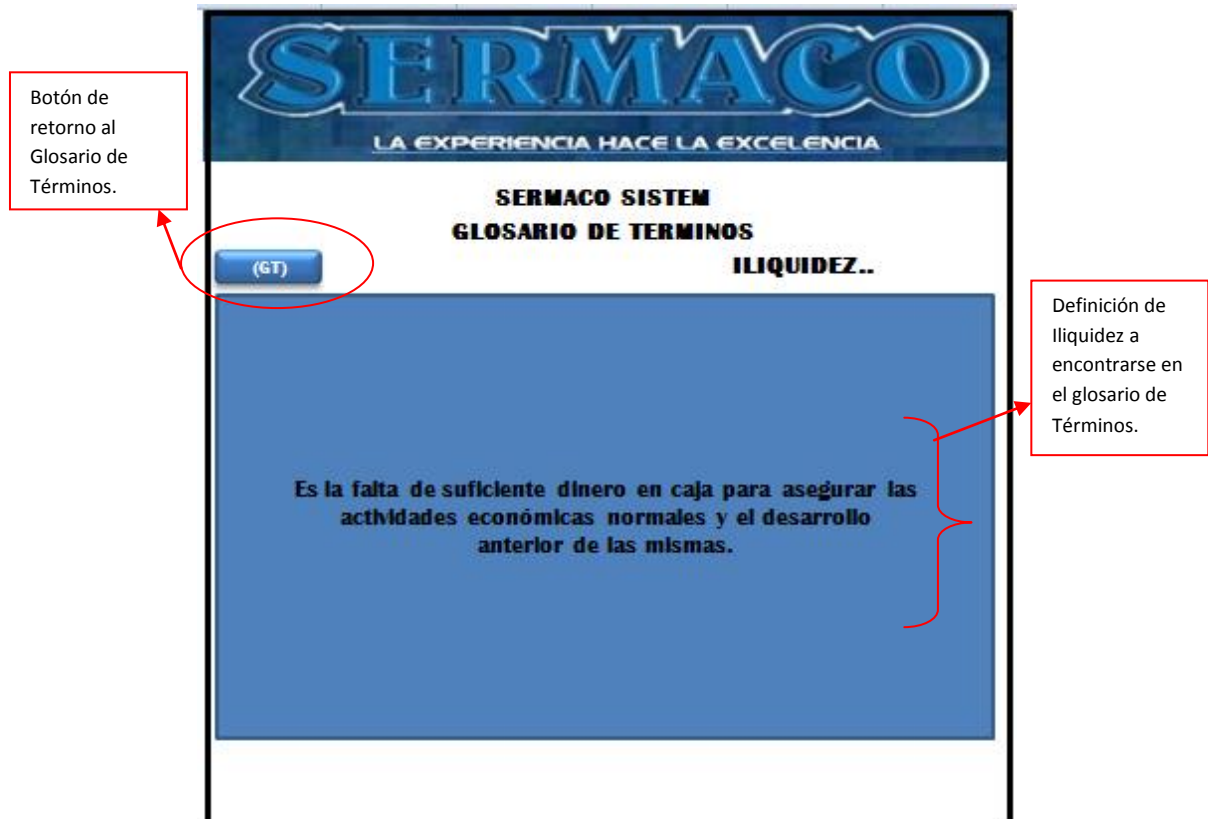 SERMACO
LA EXPERIENCIA HACE LA EXCELENCIA
Botón de
retorno al
Glosario de
Términos.
SERMACO SISTEM
GLOSARIO DE TERMINOS
(GT)
ILIQUIDEZ..
Definición de
Iliquidez a
encontrarse en
el glosario de
Términos.
Es la falta de suficiente dinero en caja para asegurar las
actividades económicas normales y el desarrollo
anterior de las mismas.